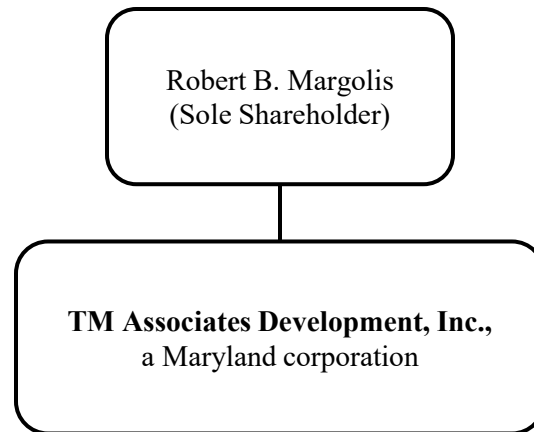 Robert B. Margolis
(Sole Shareholder)
TM Associates Development, Inc.,
a Maryland corporation